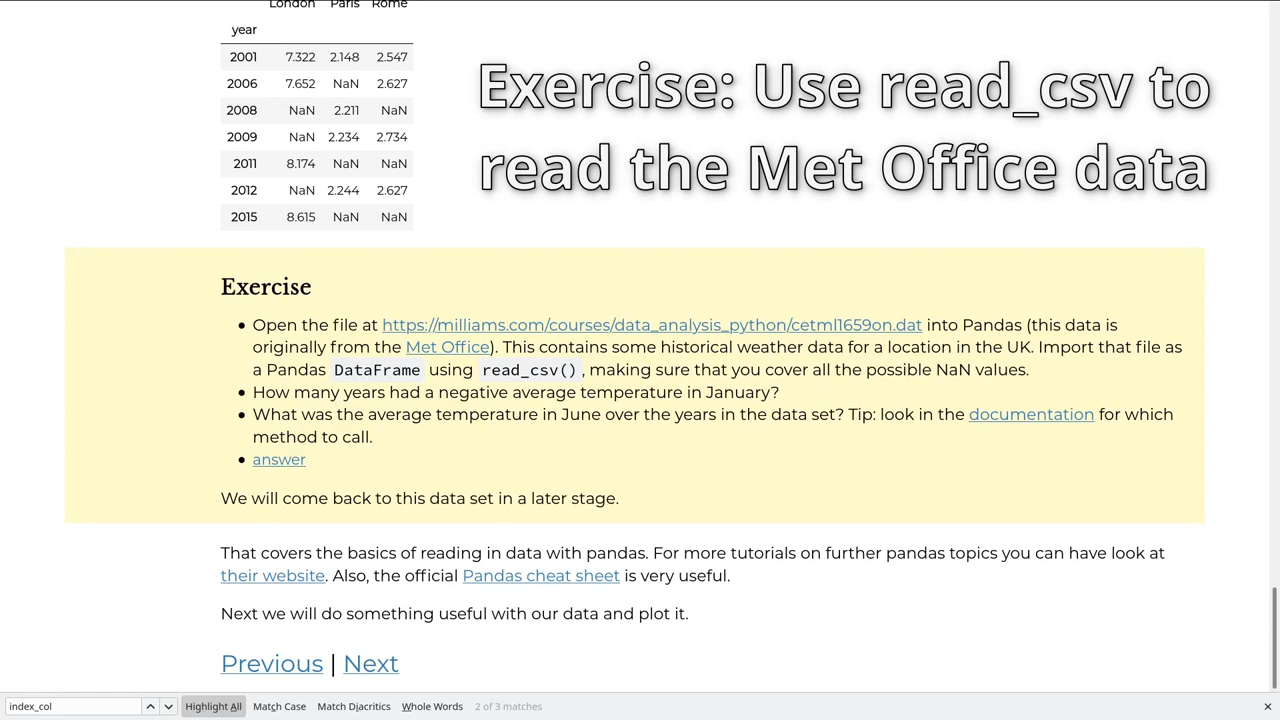 London Paris Rome
year
2001 7.322 2.148 2.547
2006 7.652 NaN 2.627
2008 NaN 2.211 NaN
2009 NaN 2.234 2.734
2011 8.174 NaN NaN
2012 NaN 2.244 2.627
2015 8.615 NaN NaN
Exercise: Use read_csv to
read the Met Office data
Exercise
• Open the file at https://milliams.com/courses/data_analysis_python/cetml1659on.dat into Pandas (this data is
originally from the Met Office). This contains some historical weather data for a location in the UK. Import that file as
a Pandas DataFrame using read_csv(), making sure that you cover all the possible NaN values.
• How many years had a negative average temperature in January?
• What was the average temperature in June over the years in the data set? Tip: look in the documentation for which
method to call.
• answer
We will come back to this data set in a later stage.
That covers the basics of reading in data with pandas. For more tutorials on further pandas topics you can have look at
their website. Also, the official Pandas cheat sheet is very useful.
Next we will do something useful with our data and plot it.
Previous | Next
index_col Highlight All Match Case Match Diacritics Whole Words 2 of 3 matches